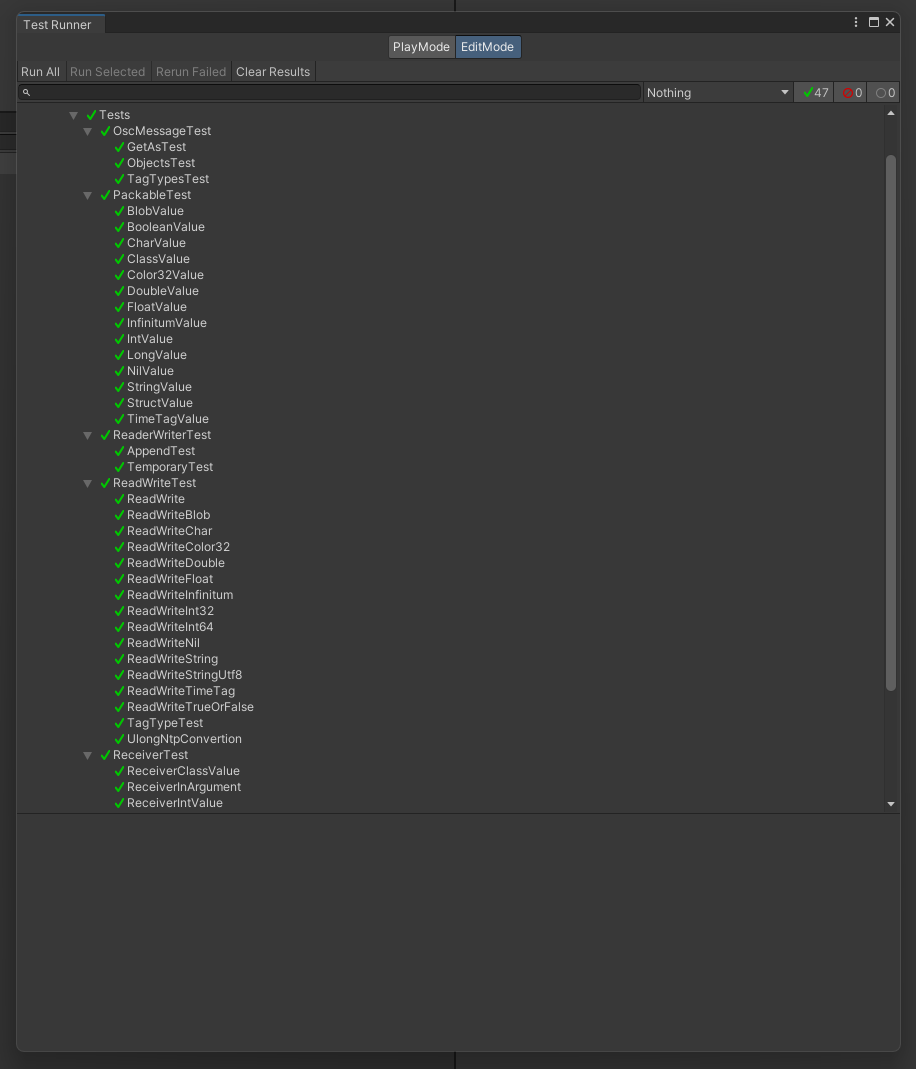 Test Runner
PlayMode EditMode
Run All Run Selected Rerun Failed Clear Results
Nothing 47 0 0
Tests
OscMessageTest
GetAsTest
ObjectsTest
TagTypesTest
PackableTest
BlobValue
BooleanValue
CharValue
ClassValue
Color32Value
DoubleValue
FloatValue
InfinitumValue
IntValue
LongValue
NilValue
StringValue
StructValue
TimeTagValue
ReaderWriterTest
AppendTest
TemporaryTest
ReadWriteTest
ReadWrite
ReadWriteBlob
ReadWriteChar
ReadWriteColor32
ReadWriteDouble
ReadWriteFloat
ReadWriteInfinitum
ReadWriteInt32
ReadWriteInt64
ReadWriteNil
ReadWriteString
ReadWriteStringUtf8
ReadWriteTimeTag
ReadWriteTrueOrFalse
TagTypeTest
UlongNtpConvertion
ReceiverTest
ReceiverClassValue
ReceiverInArgument
ReceiverIntValue